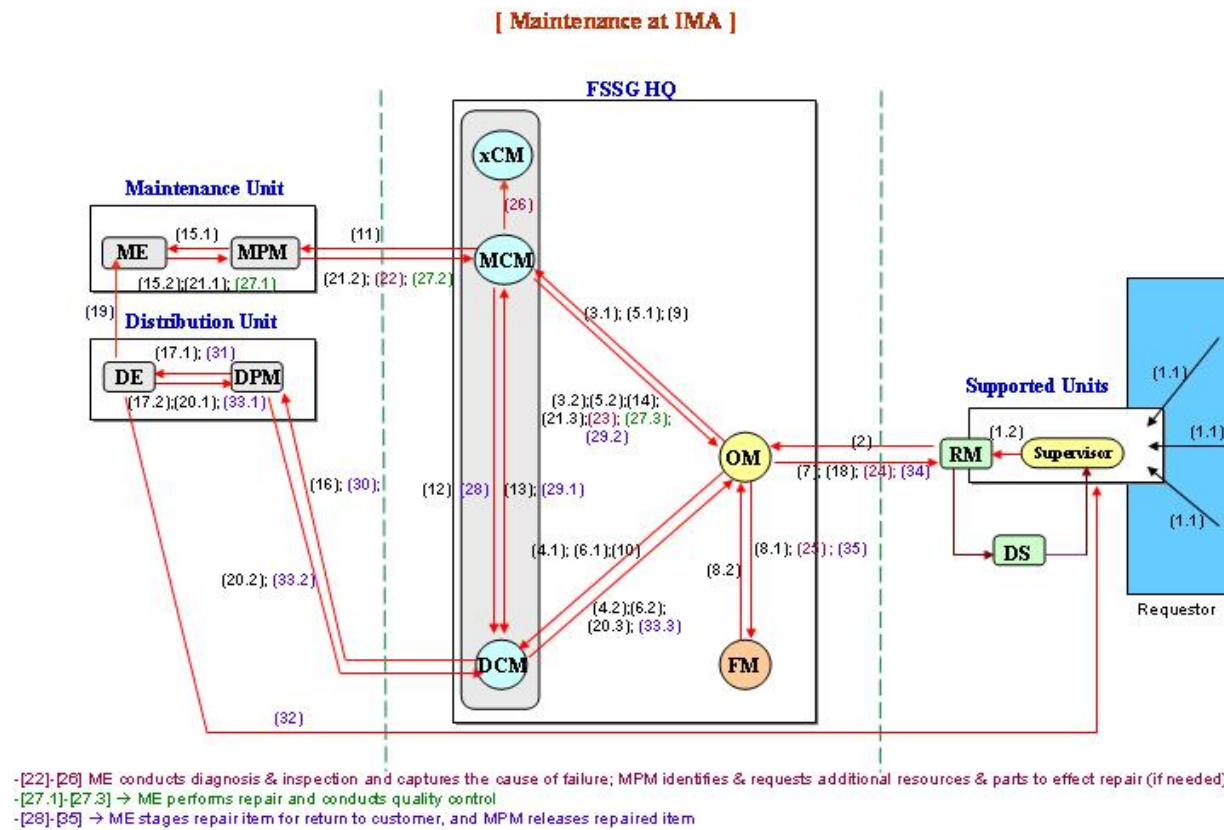 [ Maintenance at IMA ]
FSSG HQ
xCM
(26)
Maintenance Unit
(15.1)
(11)
ME
MPM
MCM
(15.2);(21.1); (27.1)
(21.2); (22); (27.2)
(19)
(3.1); (5.1); (9)
Distribution Unit
(17.1); (31)
DE
DPM
(17.2);(20.1); (33.1)
(3.2);(5.2);(14);
(21.3);(23); (27.3);
(29.2)
Supported Units
(1.1)
(1.2)
(1.1)
(2)
OM
RM
Supervisor
(7); (18); (24); (34)
(16); (30);
(12); (28)
(13); (29.1)
(1.1)
(4.1); (6.1);(10)
(8.1); (25); (35)
DS
(8.2)
(20.2); (33.2)
(4.2);(6.2);
(20.3); (33.3)
Requestor
DCM
FM
(32)
-[22]-[26] ME conducts diagnosis & inspection and captures the cause of failure; MPM identifies & requests additional resources & parts to effect repair (if needed)
-[27.1]-[27.3] → ME performs repair and conducts quality control
-[28]-[35] → ME stages repair item for return to customer, and MPM releases repaired item